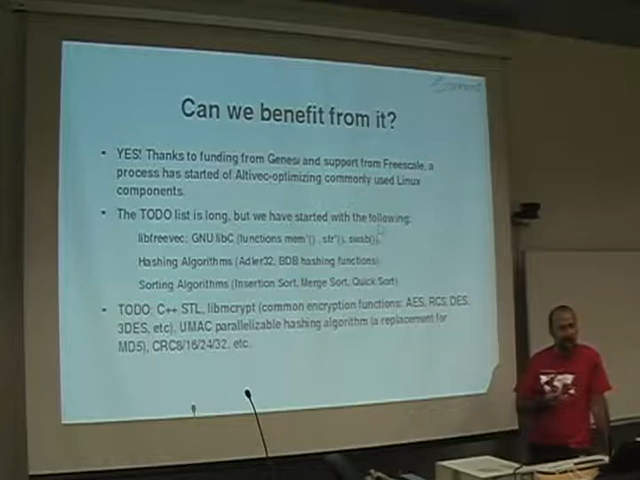 Can we benefit from it?
• YES! Thanks to funding from Genesi and support from Freescale, a
process has started of Altivec-optimizing commonly used Linux
components.
• The TODO list is long, but we have started with the following:
libfreevec, GNU libC (functions mem*() , str*(), swab()),
Hashing Algorithms (Adler32, BDB hashing functions)
Sorting Algorithms (Insertion Sort, Merge Sort, Quick Sort)
• TODO: C++ STL, libmcrypt (common encryption functions: AES, RC5, DES,
3DES, etc), UMAC parallelizable hashing algorithm (a replacement for
MD5), CRC8/16/24/32, etc.